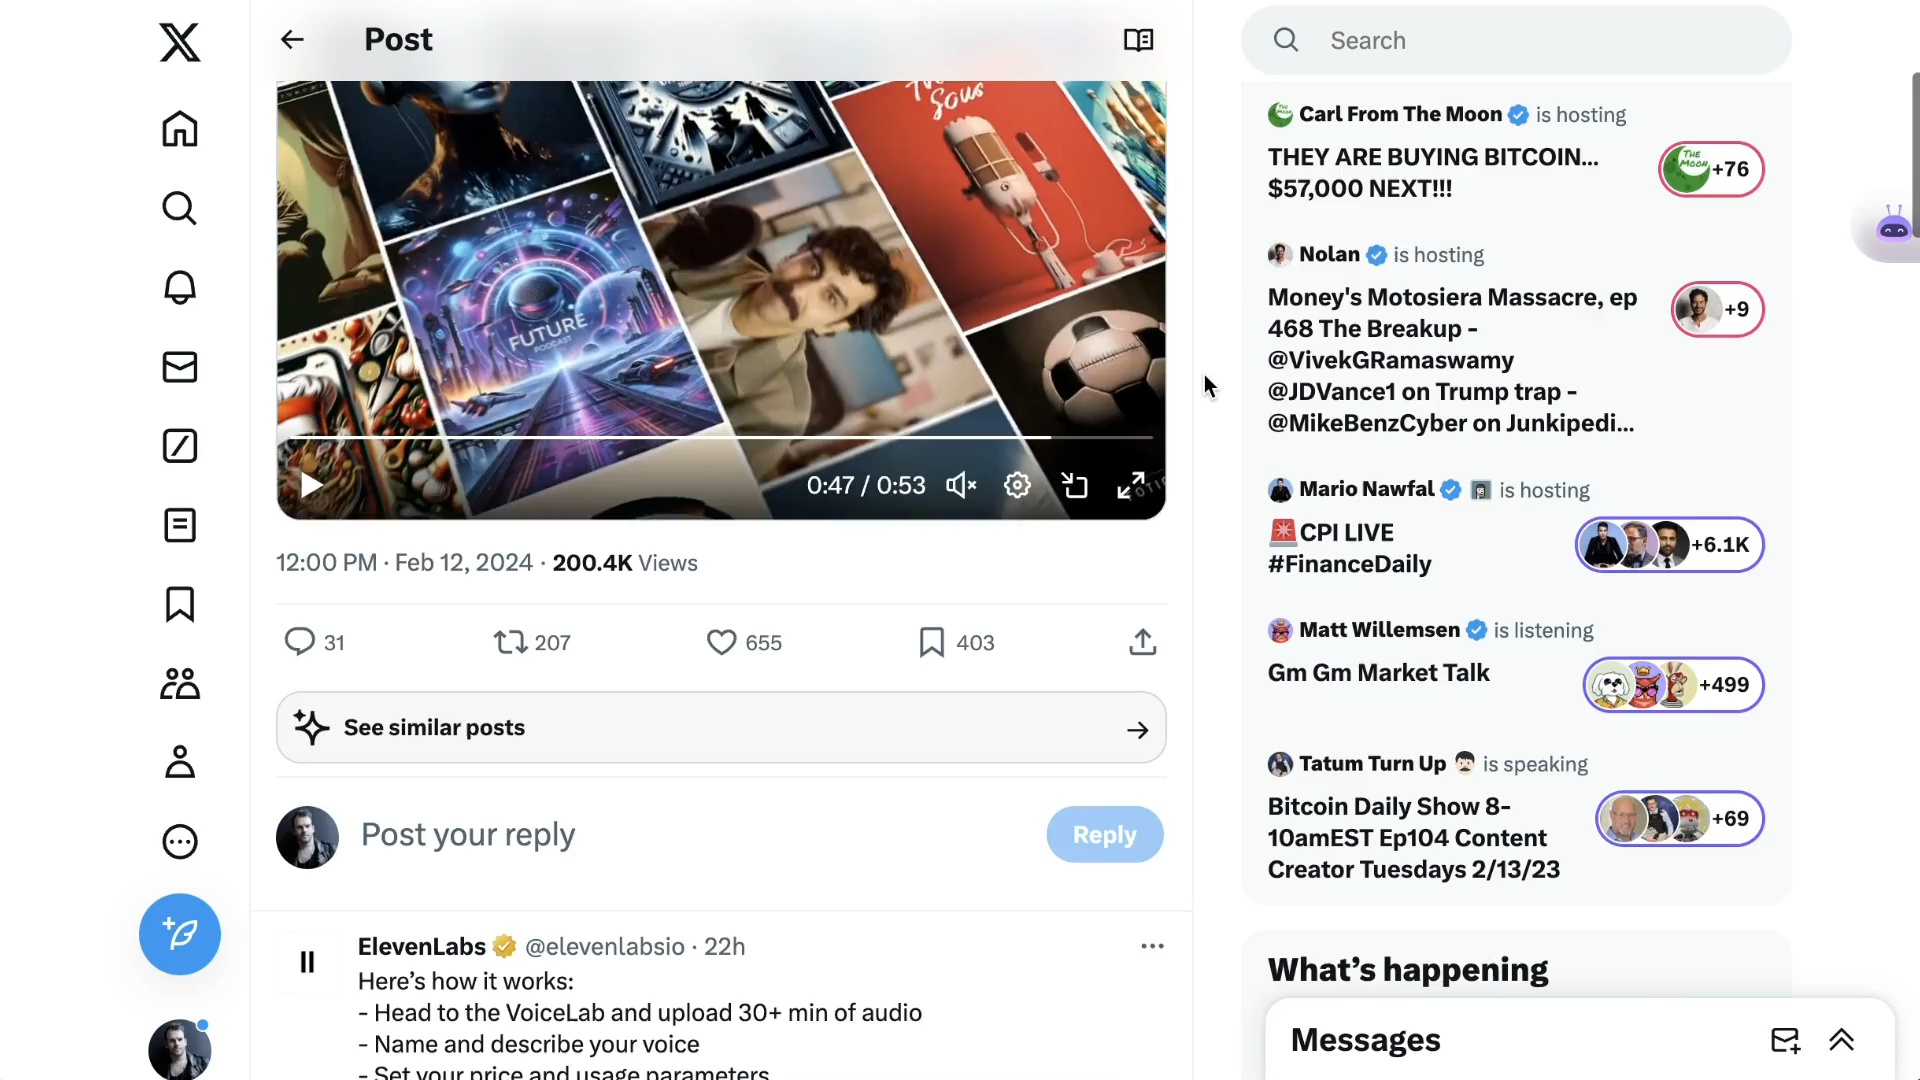 Post
FUTURE
PODCAST
0:47 / 0:53
12:00 PM · Feb 12, 2024 · 200.4K Views
31
207
655
403
See similar posts
Post your reply
Reply
ElevenLabs @elevenlabsio · 22h
Here's how it works:
- Head to the VoiceLab and upload 30+ min of audio
- Name and describe your voice
- Set your price and usage parameters
Search
Carl From The Moon is hosting
THEY ARE BUYING BITCOIN...
$57,000 NEXT!!!
THE
MOON
+76
Nolan is hosting
Money's Motosiera Massacre, ep
468 The Breakup -
@VivekGRamaswamy
@JDVance1 on Trump trap -
@MikeBenzCyber on Junkipedi...
+9
Mario Nawfal is hosting
🚨CPI LIVE
#FinanceDaily
+6.1K
Matt Willemsen is listening
Gm Gm Market Talk
+499
Tatum Turn Up is speaking
Bitcoin Daily Show 8-
10amEST Ep104 Content
Creator Tuesdays 2/13/23
+69
What's happening
Messages